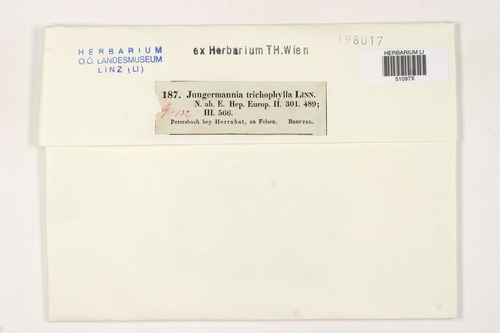 HERBARIUM
O.Ö. LANDESMUSEUM
LINZ (LI)
ex Herbarium TH.Wien
198017
HERBARIUM LI
51097X
187. Jungermannia trichophylla LINN.
N. ab. E. Hep. Europ. II. 301. 489;
III. 566.
132
Petersbach bey Herrnhut, an Felsen. BREUTEL.